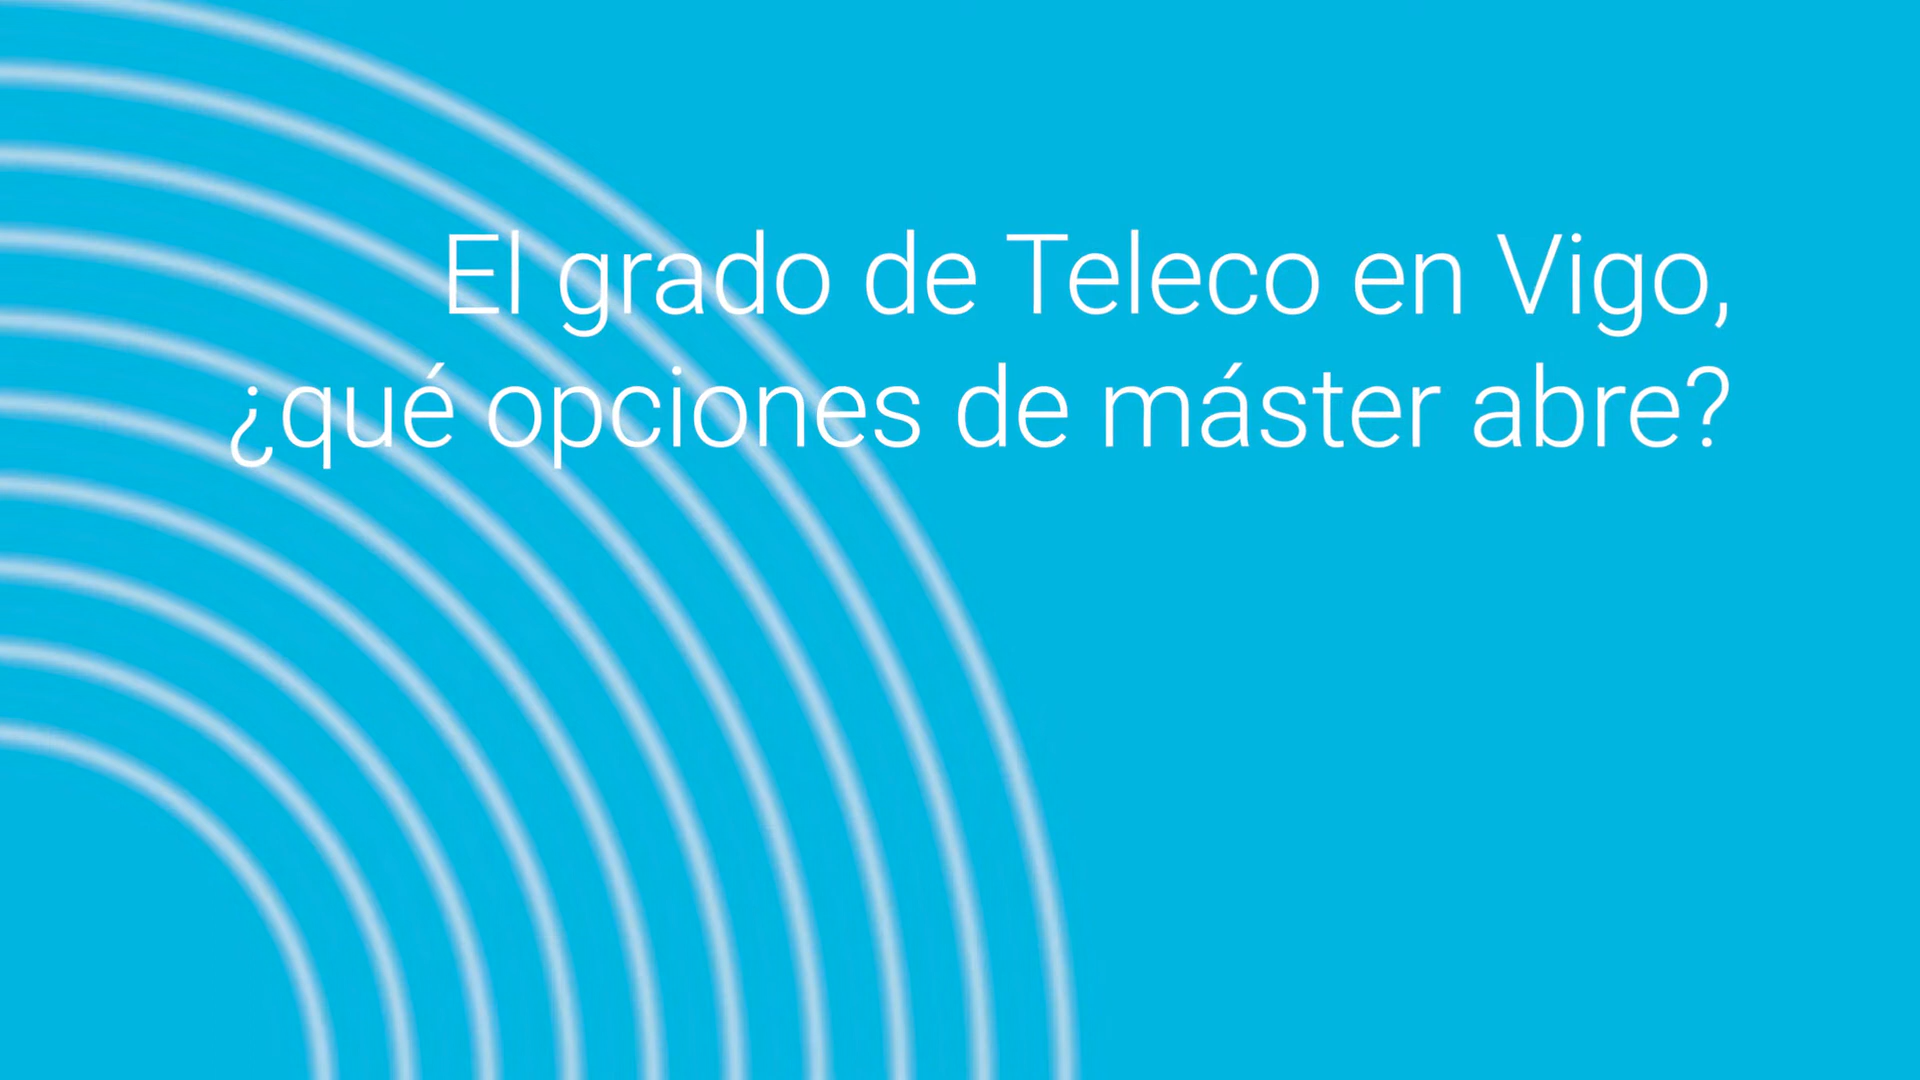 El grado de Teleco en Vigo,
¿qué opciones de máster abre?